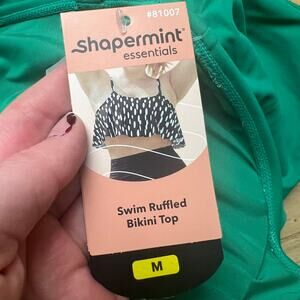 #81007
Shapermint
essentials
Swim Ruffled
Bikini Top
M